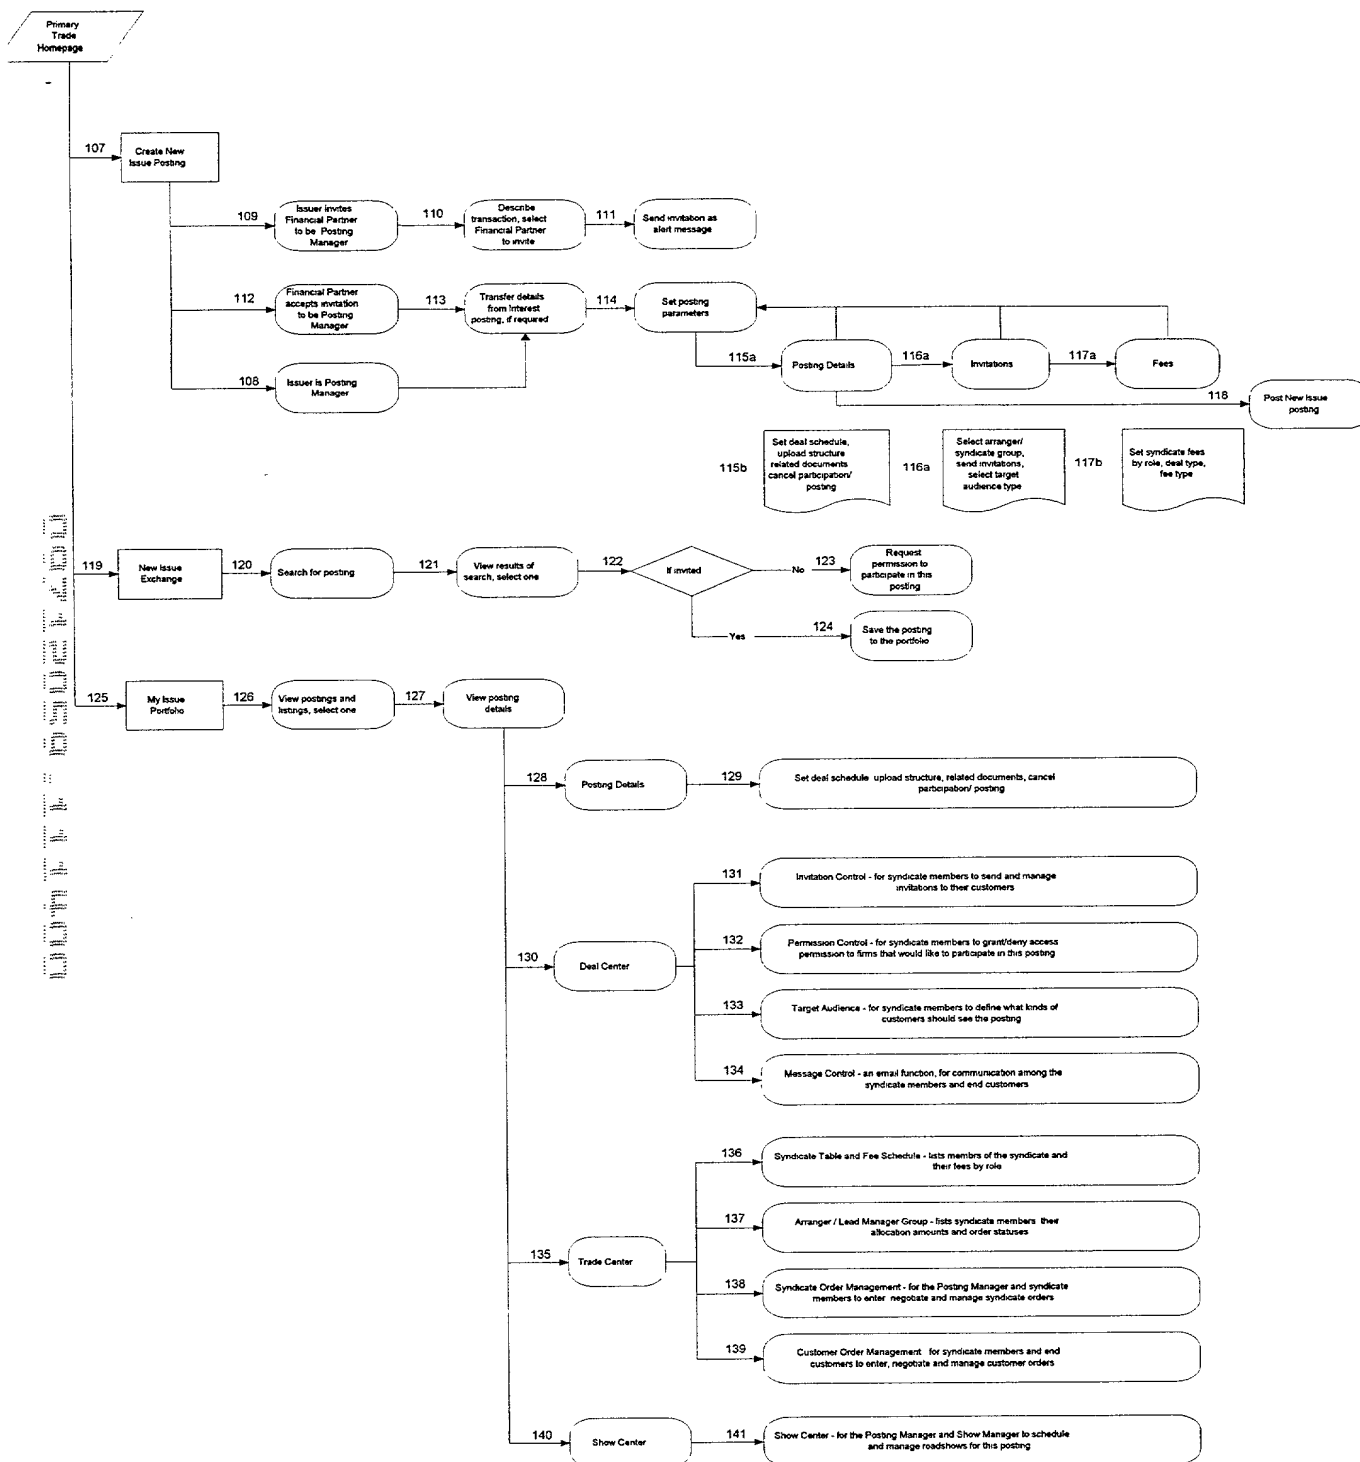 Primary
Trade
Homepage
107
Create New
Issue Posting
109
Issuer invites
Financial Partner
to be Posting
Manager
110
Describe
transaction, select
Financial Partner
to invite
111
Send invitation as
alert message
112
Financial Partner
accepts invitation
to be Posting
Manager
113
Transfer details
from Interest
posting, if required
114
Set posting
parameters
108
Issuer is Posting
Manager
115a
Posting Details
116a
Invitations
117a
Fees
118
Post New Issue
posting
115b
Set deal schedule,
upload structure
related documents
cancel participation/
posting
116a
Select arranger/
syndicate group,
send invitations,
select target
audience type
117b
Set syndicate fees
by role, deal type,
fee type
119
New Issue
Exchange
120
Search for posting
121
View results of
search, select one
122
If invited
No
123
Request
permission to
participate in this
posting
Yes
124
Save the posting
to the portfolio
125
My Issue
Portfolio
126
View postings and
listings, select one
127
View posting
details
128
Posting Details
129
Set deal schedule upload structure, related documents, cancel
participation/ posting
130
Deal Center
131
Invitation Control - for syndicate members to send and manage
invitations to their customers
132
Permission Control - for syndicate members to grant/deny access
permission to firms that would like to participate in this posting
133
Target Audience - for syndicate members to define what kinds of
customers should see the posting
134
Message Control - an email function, for communication among the
syndicate members and end customers
135
Trade Center
136
Syndicate Table and Fee Schedule - lists membrs of the syndicate and
their fees by role
137
Arranger / Lead Manager Group - lists syndicate members their
allocation amounts and order statuses
138
Syndicate Order Management - for the Posting Manager and syndicate
members to enter negotiate and manage syndicate orders
139
Customer Order Management for syndicate members and end
customers to enter, negotiate and manage customer orders
140
Show Center
141
Show Center - for the Posting Manager and Show Manager to schedule
and manage roadshows for this posting